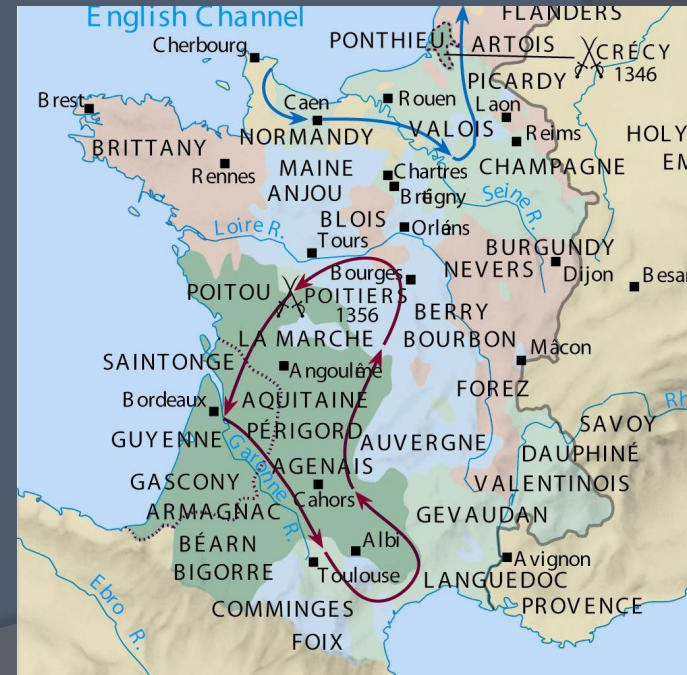 English Channel
FLANDERS
Cherbourg
PONTHIEU
ARTOIS
CRÉCY
1346
PICARDY
Brest
Caen
Rouen
Laon
NORMANDY
VALOIS
Reims
HOLY
BRITTANY
MAINE
Chartres
CHAMPAGNE
EM
Rennes
ANJOU
Brétigny
Seine R.
BLOIS
Loire R.
Orléans
Tours
BURGUNDY
Bourges
NEVERS
Dijon
Besan
POITOU
POITIERS
1356
BERRY
LA MARCHE
BOURBON
Mâcon
SAINTONGE
Angoulême
FOREZ
Bordeaux
AQUITAINE
Rh
SAVOY
GUYENNE
PÉRIGORD
AUVERGNE
DAUPHINÉ
Garonne R.
AGENAIS
VALENTINOIS
GASCONY
Cahors
ARMAGNAC
GEVAUDAN
BÉARN
Albi
Avignon
BIGORRE
Toulouse
LANGUEDOC
Ebro R.
COMMINGES
PROVENCE
FOIX